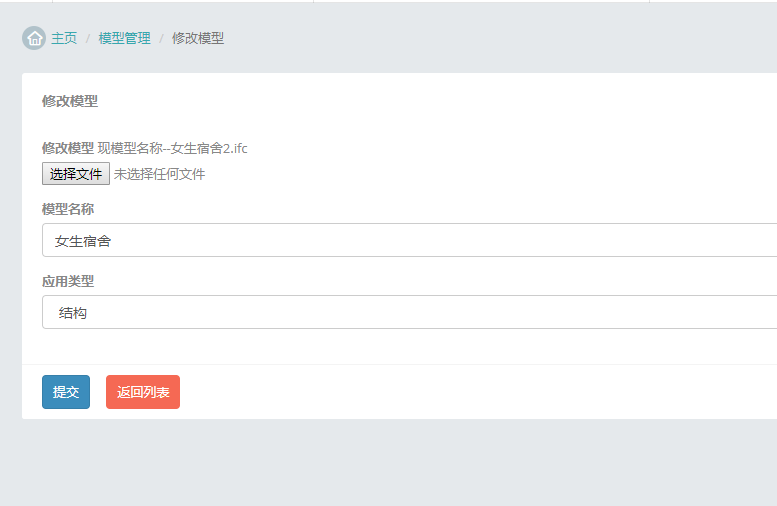 主页 / 模型管理 / 修改模型
修改模型
修改模型 现模型名称--女生宿舍2.ifc
选择文件 未选择任何文件
模型名称
女生宿舍
应用类型
结构
提交 返回列表